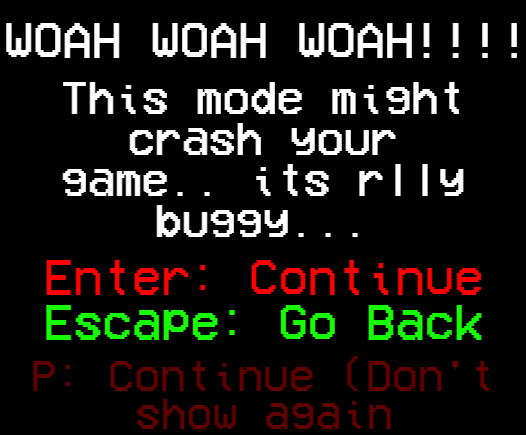 WOAH WOAH WOAH!!!!
This mode might
crash your
game.. its rlly
buggy...
Enter: Continue
Escape: Go Back
P: Continue (Don't
show again